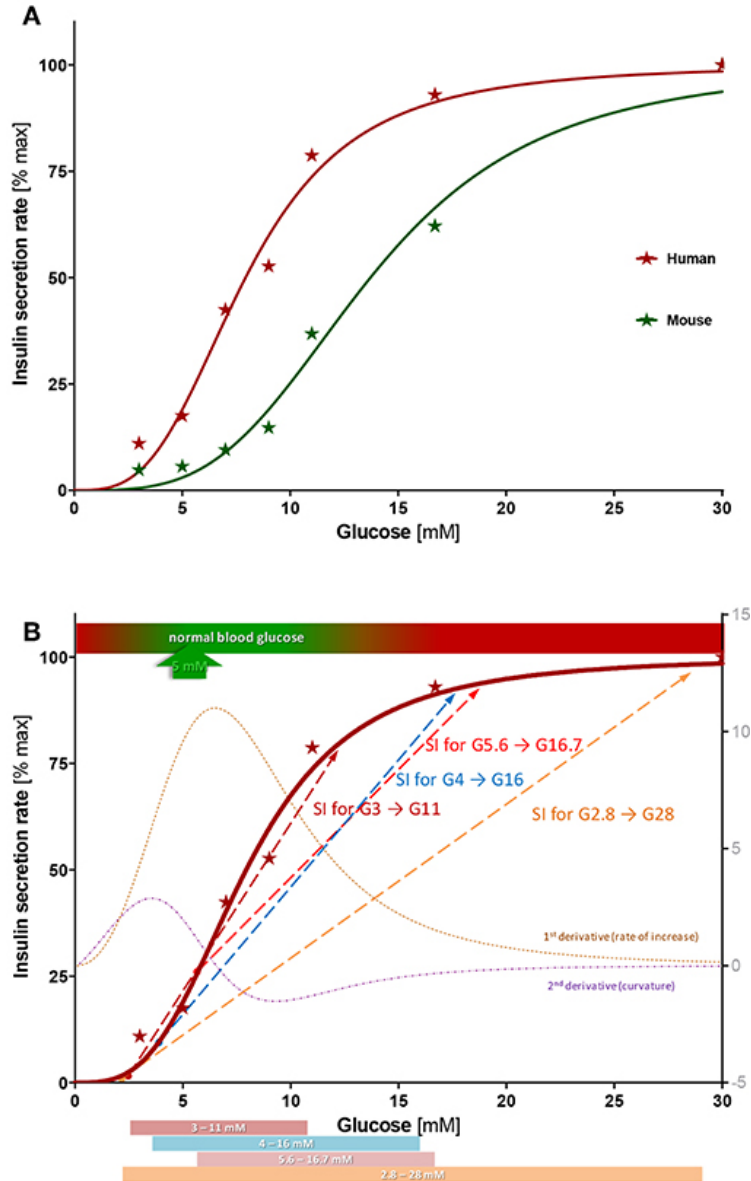 A
Insulin secretion rate [% max]
100
75
50
25
0
Human
Mouse
0 5 10 15 20 25 30
Glucose [mM]
B
normal blood glucose
5 mM
Insulin secretion rate [% max]
100
75
50
25
0
15
10
5
0
-5
SI for G5.6 → G16.7
SI for G4 → G16
SI for G3 → G11
SI for G2.8 → G28
1st derivative (rate of increase)
2nd derivative (curvature)
0 5 10 15 20 25 30
Glucose [mM]
3 – 11 mM
4 – 16 mM
5.6 – 16.7 mM
2.8 – 28 mM